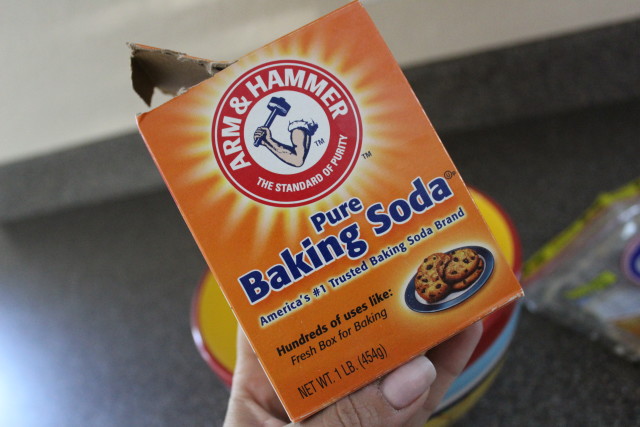 ARM & HAMMER
TM
THE STANDARD OF PURITY
TM
Pure
Baking Soda
America's #1 Trusted Baking Soda Brand
Hundreds of uses like:
Fresh Box for Baking
NET WT. 1 LB. (454g)